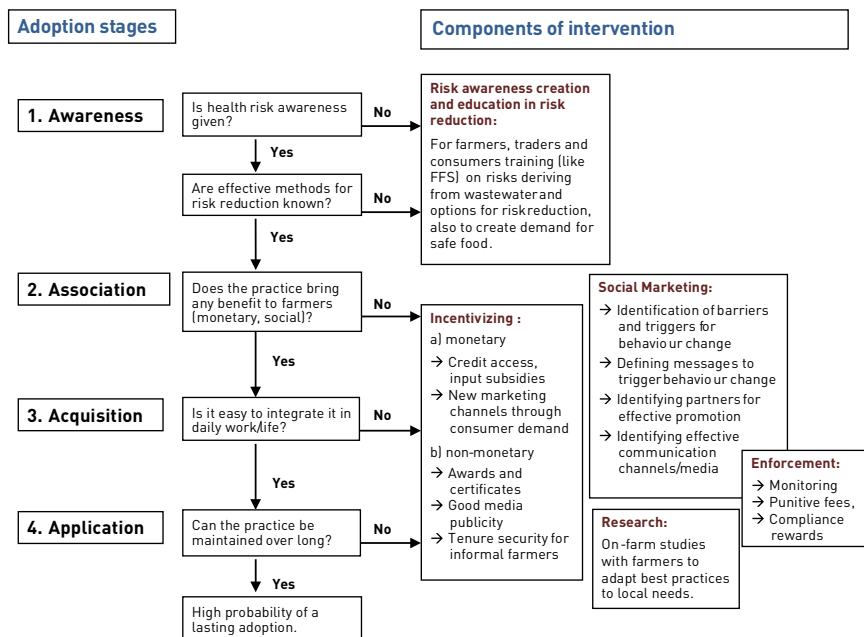 Adoption stages
Components of intervention
1. Awareness
Is health risk awareness
given?
No
Yes
Are effective methods for
risk reduction known?
No
Yes
Risk awareness creation
and education in risk
reduction:
For farmers, traders and
consumers training (like
FFS) on risks deriving
from wastewater and
options for risk reduction,
also to create demand for
safe food.
2. Association
Does the practice bring
any benefit to farmers
(monetary, social)?
No
Yes
3. Acquisition
Is it easy to integrate it in
daily work/life?
No
Yes
4. Application
Can the practice be
maintained over long?
No
Yes
High probability of a
lasting adoption.
Incentivizing :
a) monetary
→ Credit access,
input subsidies
→ New marketing
channels through
consumer demand
b) non-monetary
→ Awards and
certificates
→ Good media
publicity
→ Tenure security for
informal farmers
Social Marketing:
→ Identification of barriers
and triggers for
behaviour change
→ Defining messages to
trigger behaviour change
→ Identifying partners for
effective promotion
→ Identifying effective
communication
channels/media
Enforcement:
→ Monitoring
→ Punitive fees,
→ Compliance
rewards
Research:
On-farm studies
with farmers to
adapt best practices
to local needs.